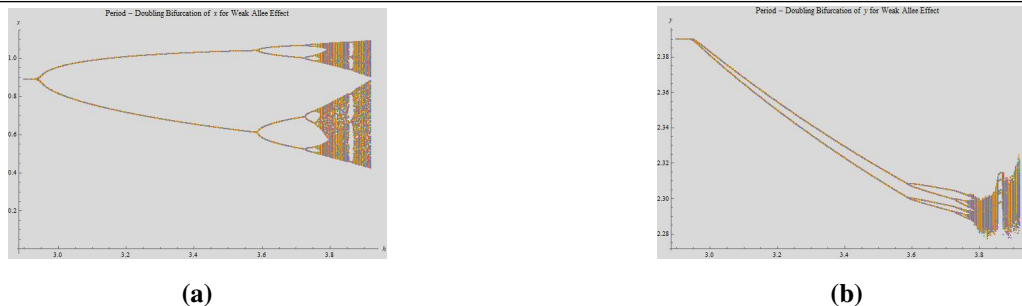 Period – Doubling Bifurcation of x for Weak Allee Effect
x
1.0
0.8
0.6
0.4
0.2
3.0 3.2 3.4 3.6 3.8 h
(a)
Period – Doubling Bifurcation of y for Weak Allee Effect
y
2.38
2.36
2.34
2.32
2.30
2.28
3.0 3.2 3.4 3.6 3.8
(b)